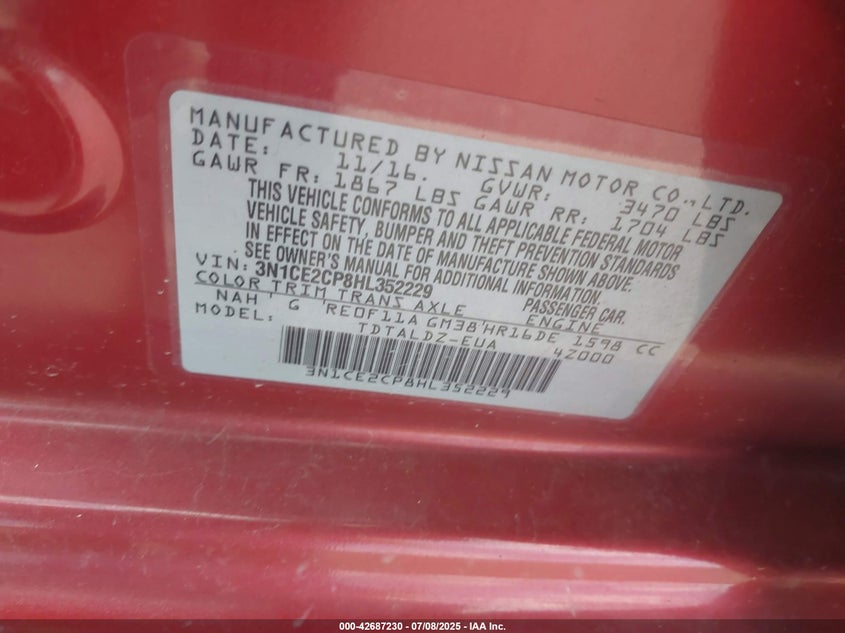 MANUFACTURED BY NISSAN MOTOR CO.,LTD.
DATE: 11/16. GVWR: 3470 LBS
GAWR FR: 1867 LBS GAWR RR: 1704 LBS
THIS VEHICLE CONFORMS TO ALL APPLICABLE FEDERAL MOTOR
VEHICLE SAFETY, BUMPER AND THEFT PREVENTION STANDARDS
IN EFFECT ON THE DATE OF MANUFACTURE SHOWN ABOVE.
SEE OWNER'S MANUAL FOR ADDITIONAL INFORMATION.
VIN: 3N1CE2CP8HL352229 PASSENGER CAR.
COLOR TRIM TRANS AXLE ENGINE
NAH' G 'RE0F11A GM38'HR16DE 1598 CC
MODEL: TDTALDZ-EUA 4Z000
3N1CE2CP8HL352229
000-42687230 - 07/08/2025 - IAA Inc.